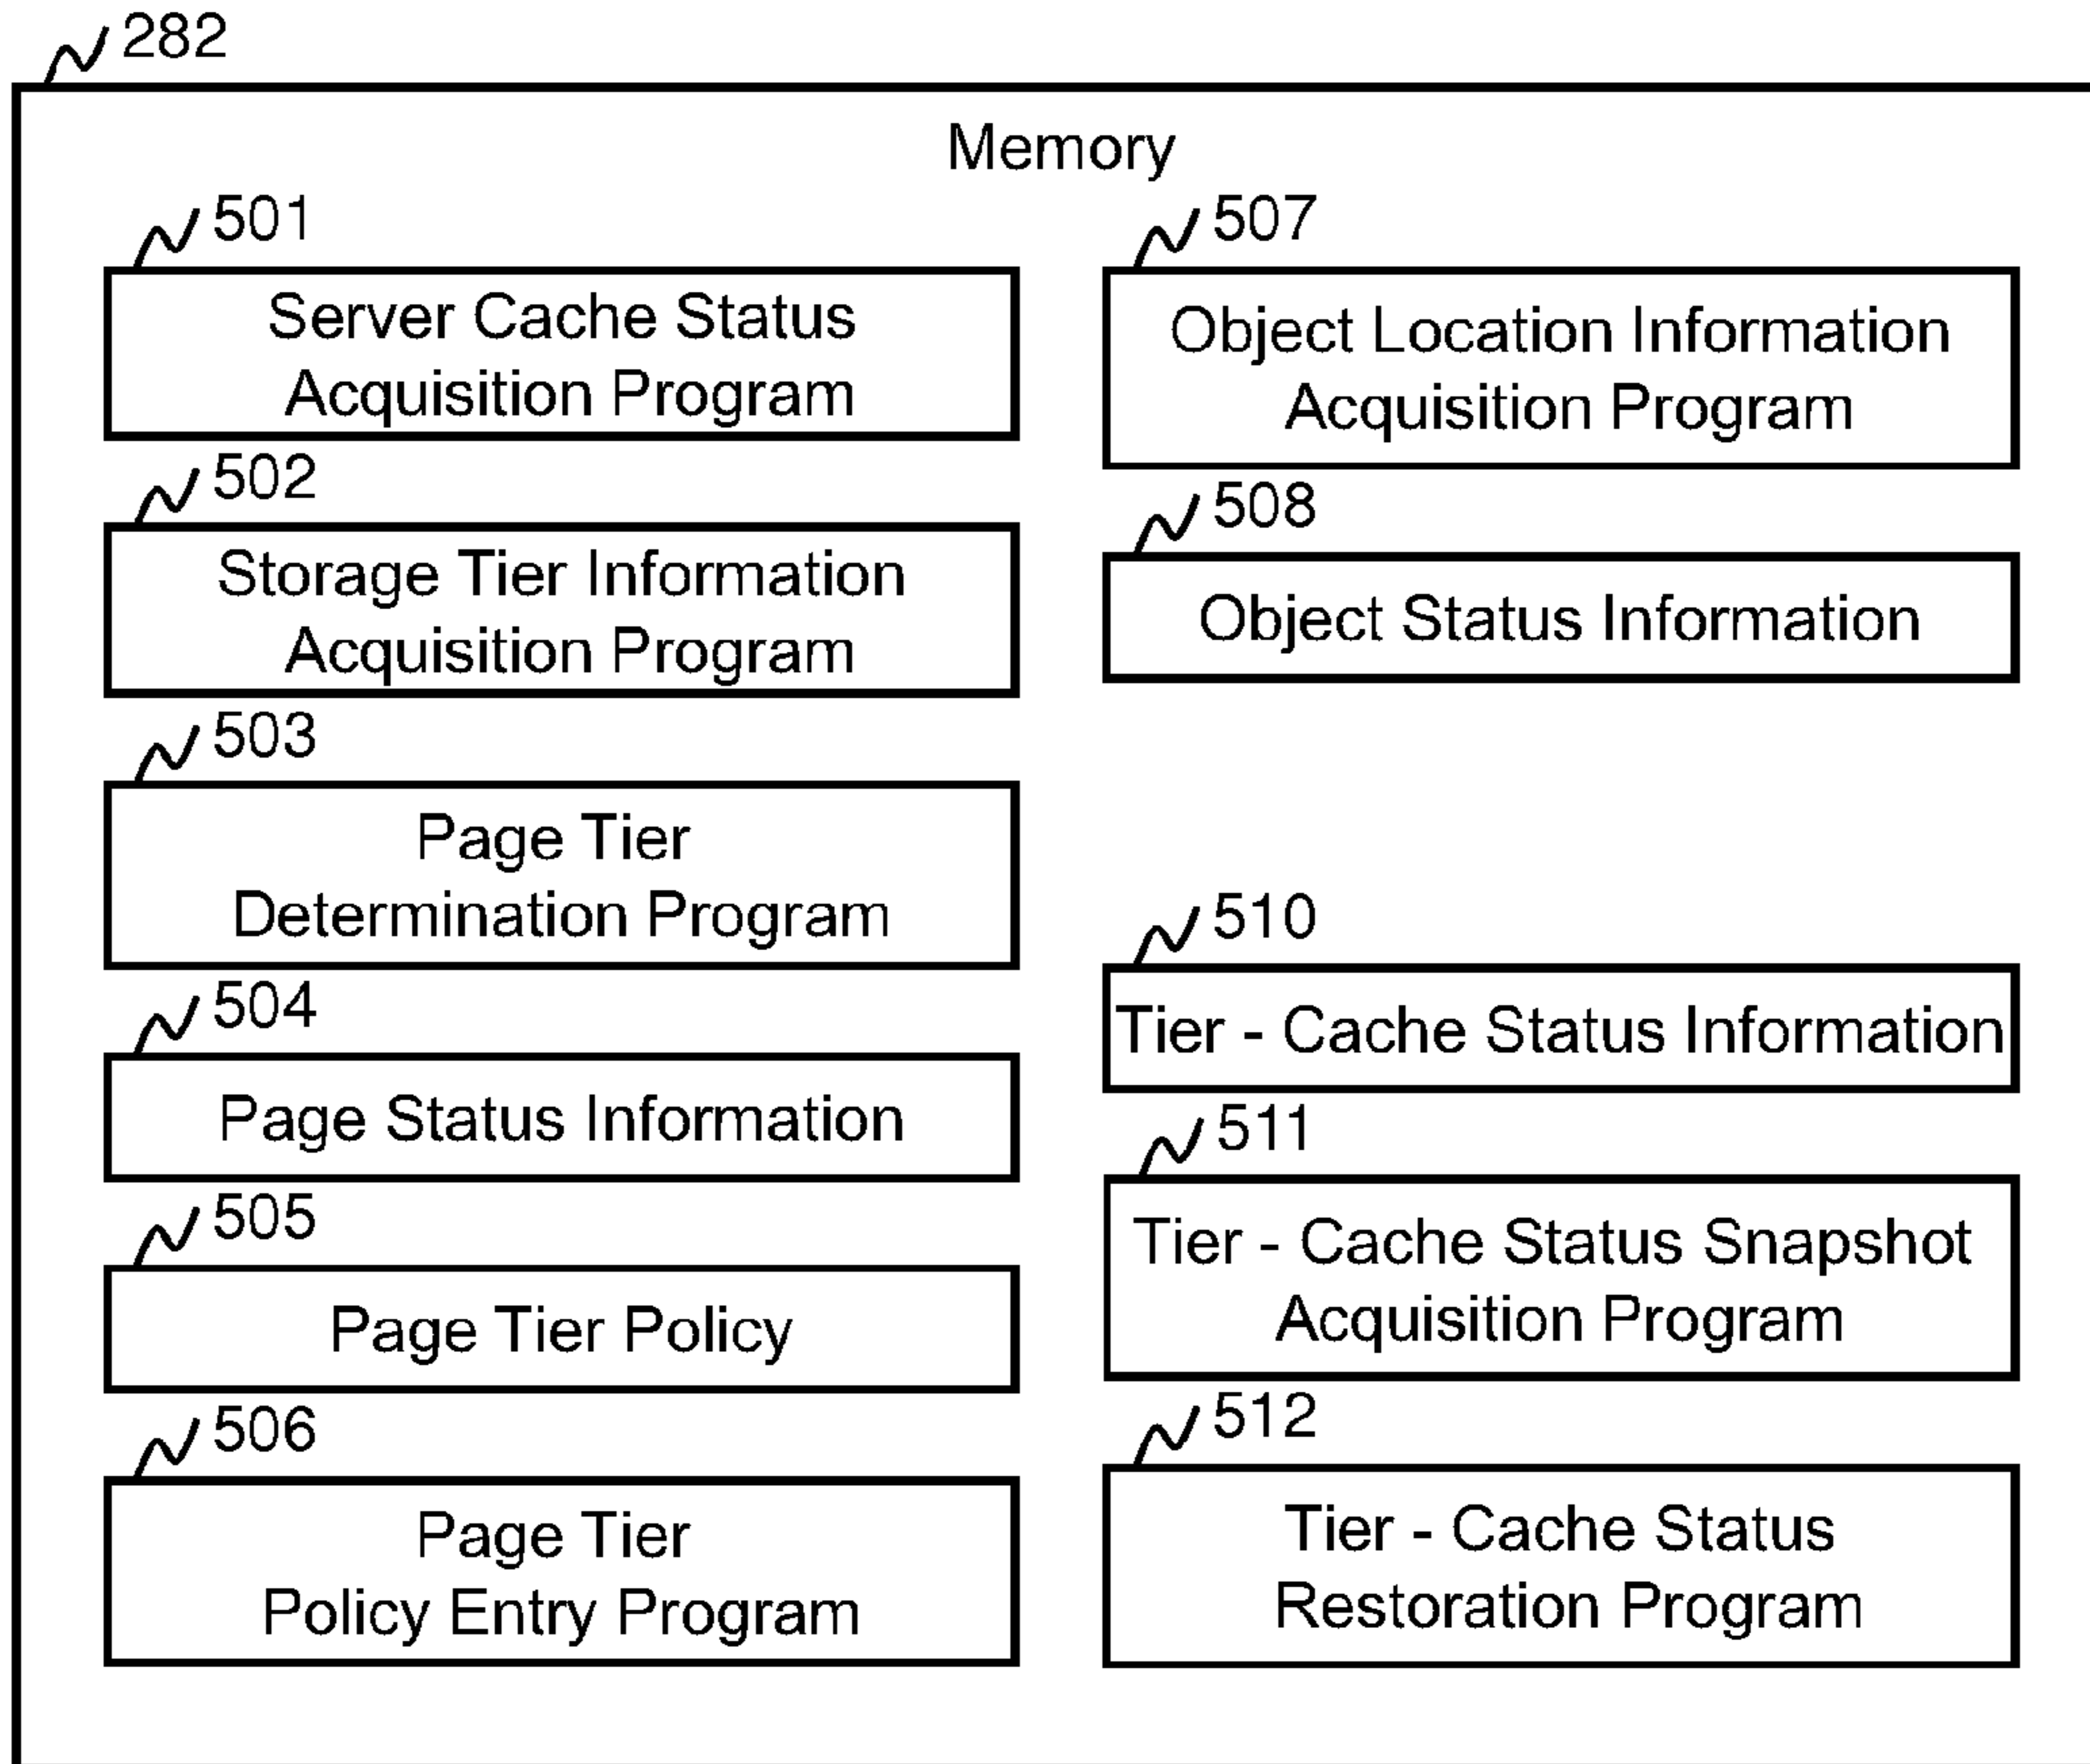 282
Memory
501
Server Cache Status
Acquisition Program
502
Storage Tier Information
Acquisition Program
503
Page Tier
Determination Program
504
Page Status Information
505
Page Tier Policy
506
Page Tier
Policy Entry Program
507
Object Location Information
Acquisition Program
508
Object Status Information
510
Tier - Cache Status Information
511
Tier - Cache Status Snapshot
Acquisition Program
512
Tier - Cache Status
Restoration Program